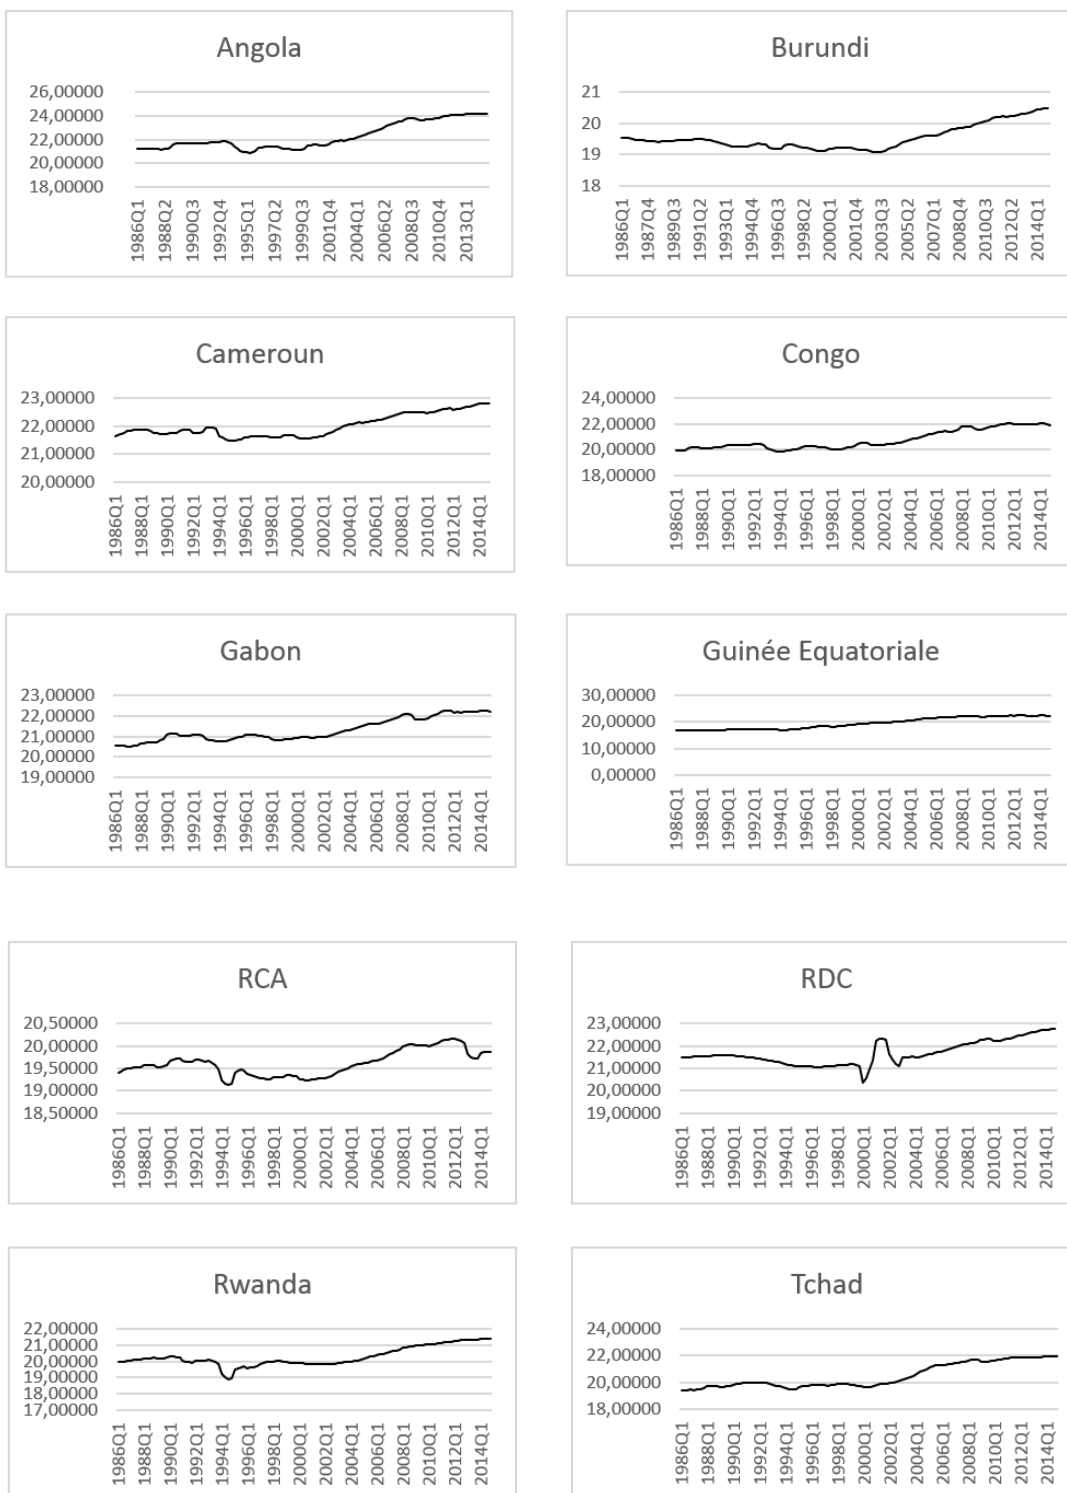 Angola
26,00000
24,00000
22,00000
20,00000
18,00000
1986Q1
1988Q2
1990Q3
1992Q4
1995Q1
1997Q2
1999Q3
2001Q4
2004Q1
2006Q2
2008Q3
2010Q4
2013Q1
Burundi
21
20
19
18
1986Q1
1987Q4
1989Q3
1991Q2
1993Q1
1994Q4
1996Q3
1998Q2
2000Q1
2001Q4
2003Q3
2005Q2
2007Q1
2008Q4
2010Q3
2012Q2
2014Q1
Cameroun
23,00000
22,00000
21,00000
20,00000
1986Q1
1988Q1
1990Q1
1992Q1
1994Q1
1996Q1
1998Q1
2000Q1
2002Q1
2004Q1
2006Q1
2008Q1
2010Q1
2012Q1
2014Q1
Congo
24,00000
22,00000
20,00000
18,00000
1986Q1
1988Q1
1990Q1
1992Q1
1994Q1
1996Q1
1998Q1
2000Q1
2002Q1
2004Q1
2006Q1
2008Q1
2010Q1
2012Q1
2014Q1
Gabon
23,00000
22,00000
21,00000
20,00000
19,00000
1986Q1
1988Q1
1990Q1
1992Q1
1994Q1
1996Q1
1998Q1
2000Q1
2002Q1
2004Q1
2006Q1
2008Q1
2010Q1
2012Q1
2014Q1
Guinée Equatoriale
30,00000
20,00000
10,00000
0,00000
1986Q1
1988Q1
1990Q1
1992Q1
1994Q1
1996Q1
1998Q1
2000Q1
2002Q1
2004Q1
2006Q1
2008Q1
2010Q1
2012Q1
2014Q1
RCA
20,50000
20,00000
19,50000
19,00000
18,50000
1986Q1
1988Q1
1990Q1
1992Q1
1994Q1
1996Q1
1998Q1
2000Q1
2002Q1
2004Q1
2006Q1
2008Q1
2010Q1
2012Q1
2014Q1
RDC
23,00000
22,00000
21,00000
20,00000
19,00000
1986Q1
1988Q1
1990Q1
1992Q1
1994Q1
1996Q1
1998Q1
2000Q1
2002Q1
2004Q1
2006Q1
2008Q1
2010Q1
2012Q1
2014Q1
Rwanda
22,00000
21,00000
20,00000
19,00000
18,00000
17,00000
1986Q1
1988Q1
1990Q1
1992Q1
1994Q1
1996Q1
1998Q1
2000Q1
2002Q1
2004Q1
2006Q1
2008Q1
2010Q1
2012Q1
2014Q1
Tchad
24,00000
22,00000
20,00000
18,00000
1986Q1
1988Q1
1990Q1
1992Q1
1994Q1
1996Q1
1998Q1
2000Q1
2002Q1
2004Q1
2006Q1
2008Q1
2010Q1
2012Q1
2014Q1